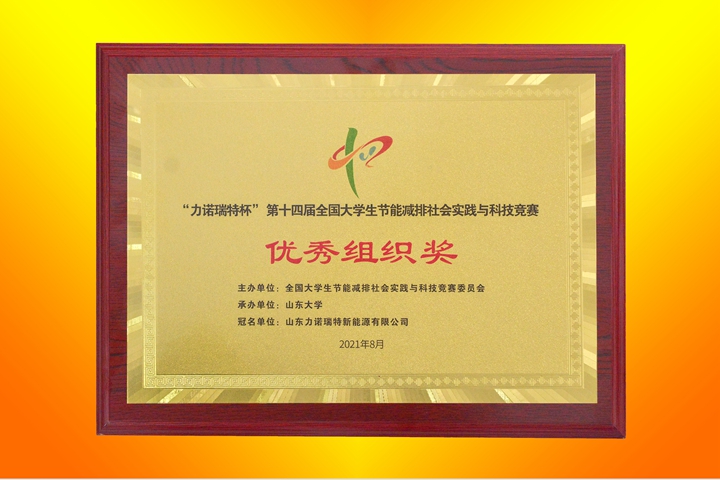 “力诺瑞特杯”第十四届全国大学生节能减排社会实践与科技竞赛
优秀组织奖
主办单位：全国大学生节能减排社会实践与科技竞赛委员会
承办单位：山东大学
冠名单位：山东力诺瑞特新能源有限公司
2021年8月